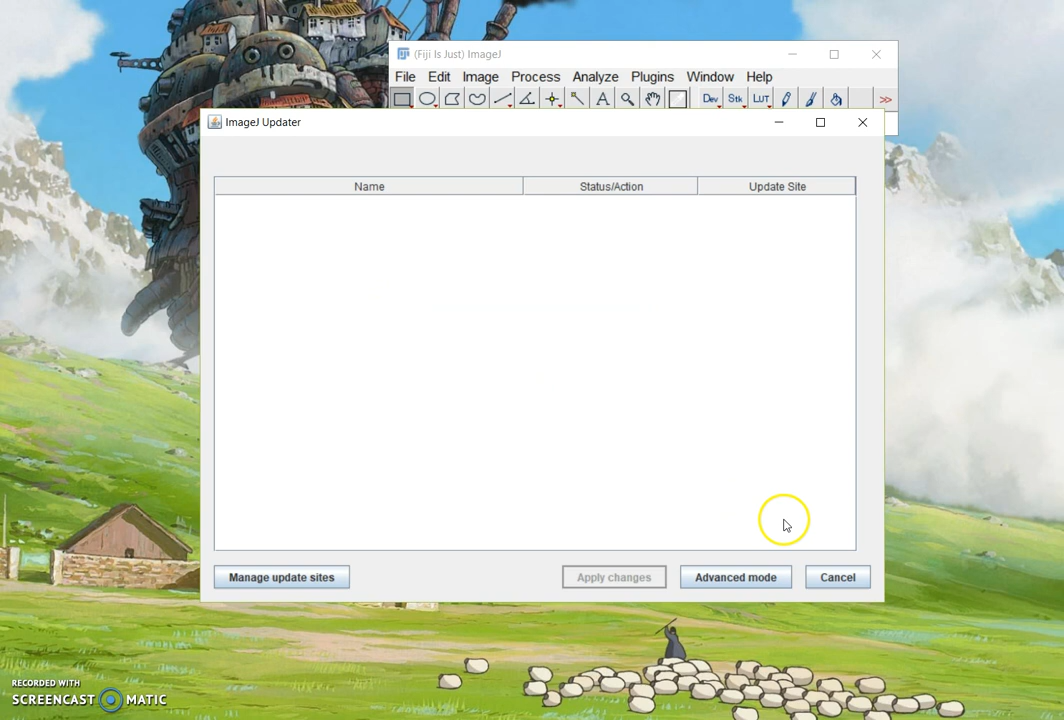 (Fiji Is Just) ImageJ
File Edit Image Process Analyze Plugins Window Help
A Dev Stk LUT >>
ImageJ Updater
Name Status/Action Update Site
Manage update sites Apply changes Advanced mode Cancel
RECORDED WITH
SCREENCAST MATIC